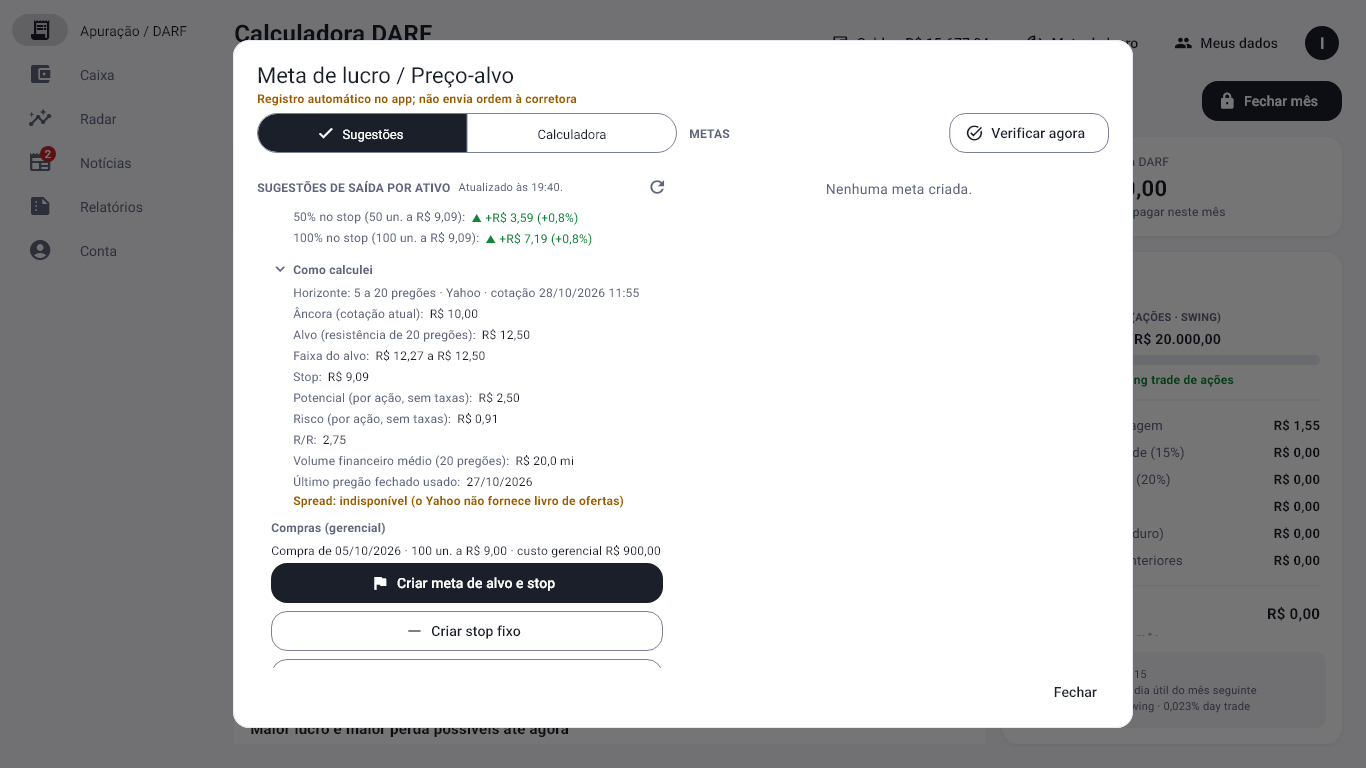 Apuração / DARF
Caixa
Radar
2
Notícias
Relatórios
Conta
Calculadora DARF
Meus dados
I
Fechar mês
Meta de lucro / Preço-alvo
Registro automático no app; não envia ordem à corretora
Sugestões
Calculadora
METAS
Verificar agora
SUGESTÕES DE SAÍDA POR ATIVO Atualizado às 19:40.
Nenhuma meta criada.
50% no stop (50 un. a R$ 9,09): ▲ +R$ 3,59 (+0,8%)
100% no stop (100 un. a R$ 9,09): ▲ +R$ 7,19 (+0,8%)
Como calculei
Horizonte: 5 a 20 pregões · Yahoo · cotação 28/10/2026 11:55
Âncora (cotação atual): R$ 10,00
Alvo (resistência de 20 pregões): R$ 12,50
Faixa do alvo: R$ 12,27 a R$ 12,50
Stop: R$ 9,09
Potencial (por ação, sem taxas): R$ 2,50
Risco (por ação, sem taxas): R$ 0,91
R/R: 2,75
Volume financeiro médio (20 pregões): R$ 20,0 mi
Último pregão fechado usado: 27/10/2026
Spread: indisponível (o Yahoo não fornece livro de ofertas)
Compras (gerencial)
Compra de 05/10/2026 · 100 un. a R$ 9,00 · custo gerencial R$ 900,00
Criar meta de alvo e stop
Criar stop fixo
Fechar
DARF
,00
pagar neste mês
(AÇÕES · SWING)
R$ 20.000,00
ng trade de ações
agem R$ 1,55
de (15%) R$ 0,00
(20%) R$ 0,00
R$ 0,00
duro) R$ 0,00
nteriores R$ 0,00
R$ 0,00
15
dia útil do mês seguinte
wing · 0,023% day trade
Maior lucro e maior perda possíveis até agora